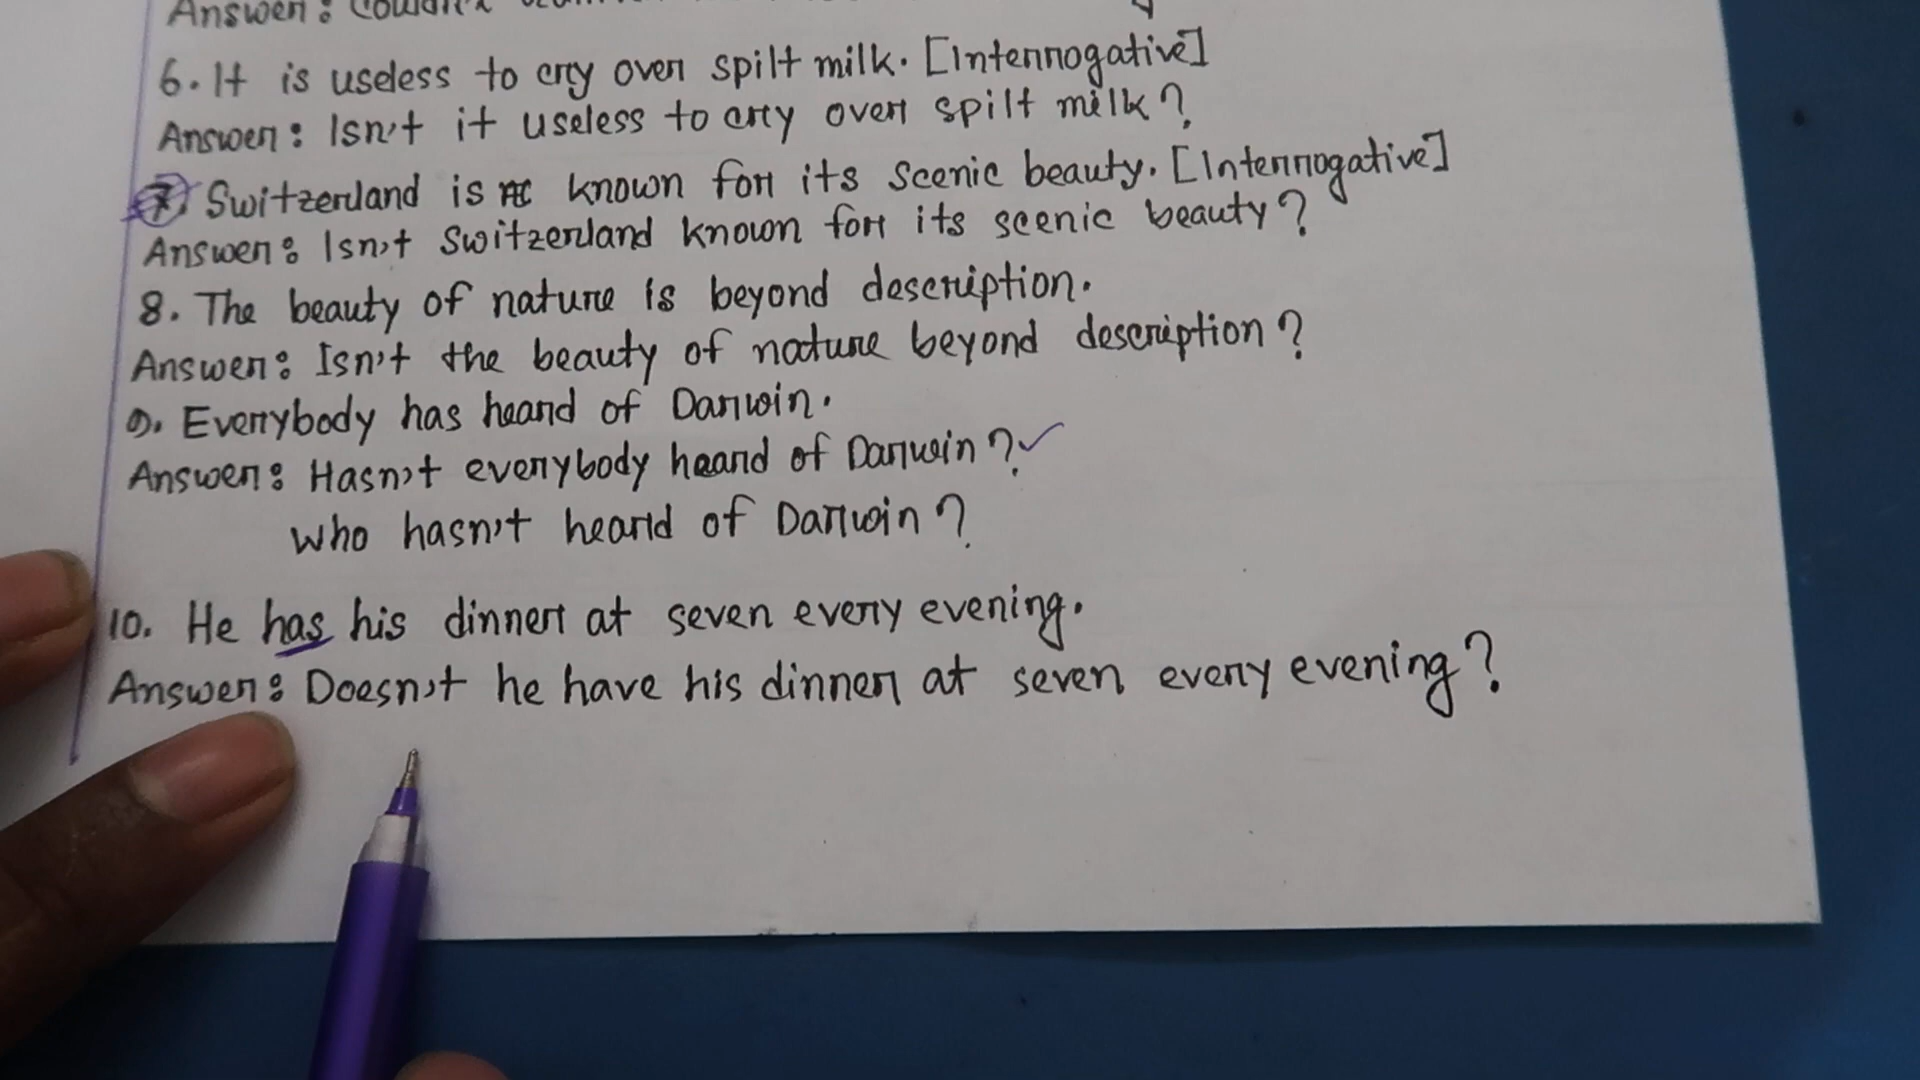 Answer: Couldn't
6. It is useless to cry over spilt milk. [Interrogative]
Answer: Isn't it useless to cry over spilt milk?
7. Switzerland is known for its scenic beauty. [Interrogative]
Answer: Isn't Switzerland known for its scenic beauty?
8. The beauty of nature is beyond description.
Answer: Isn't the beauty of nature beyond description?
9. Everybody has heard of Darwin.
Answer: Hasn't everybody heard of Darwin? ✓
Who hasn't heard of Darwin?
10. He has his dinner at seven every evening.
Answer: Doesn't he have his dinner at seven every evening?